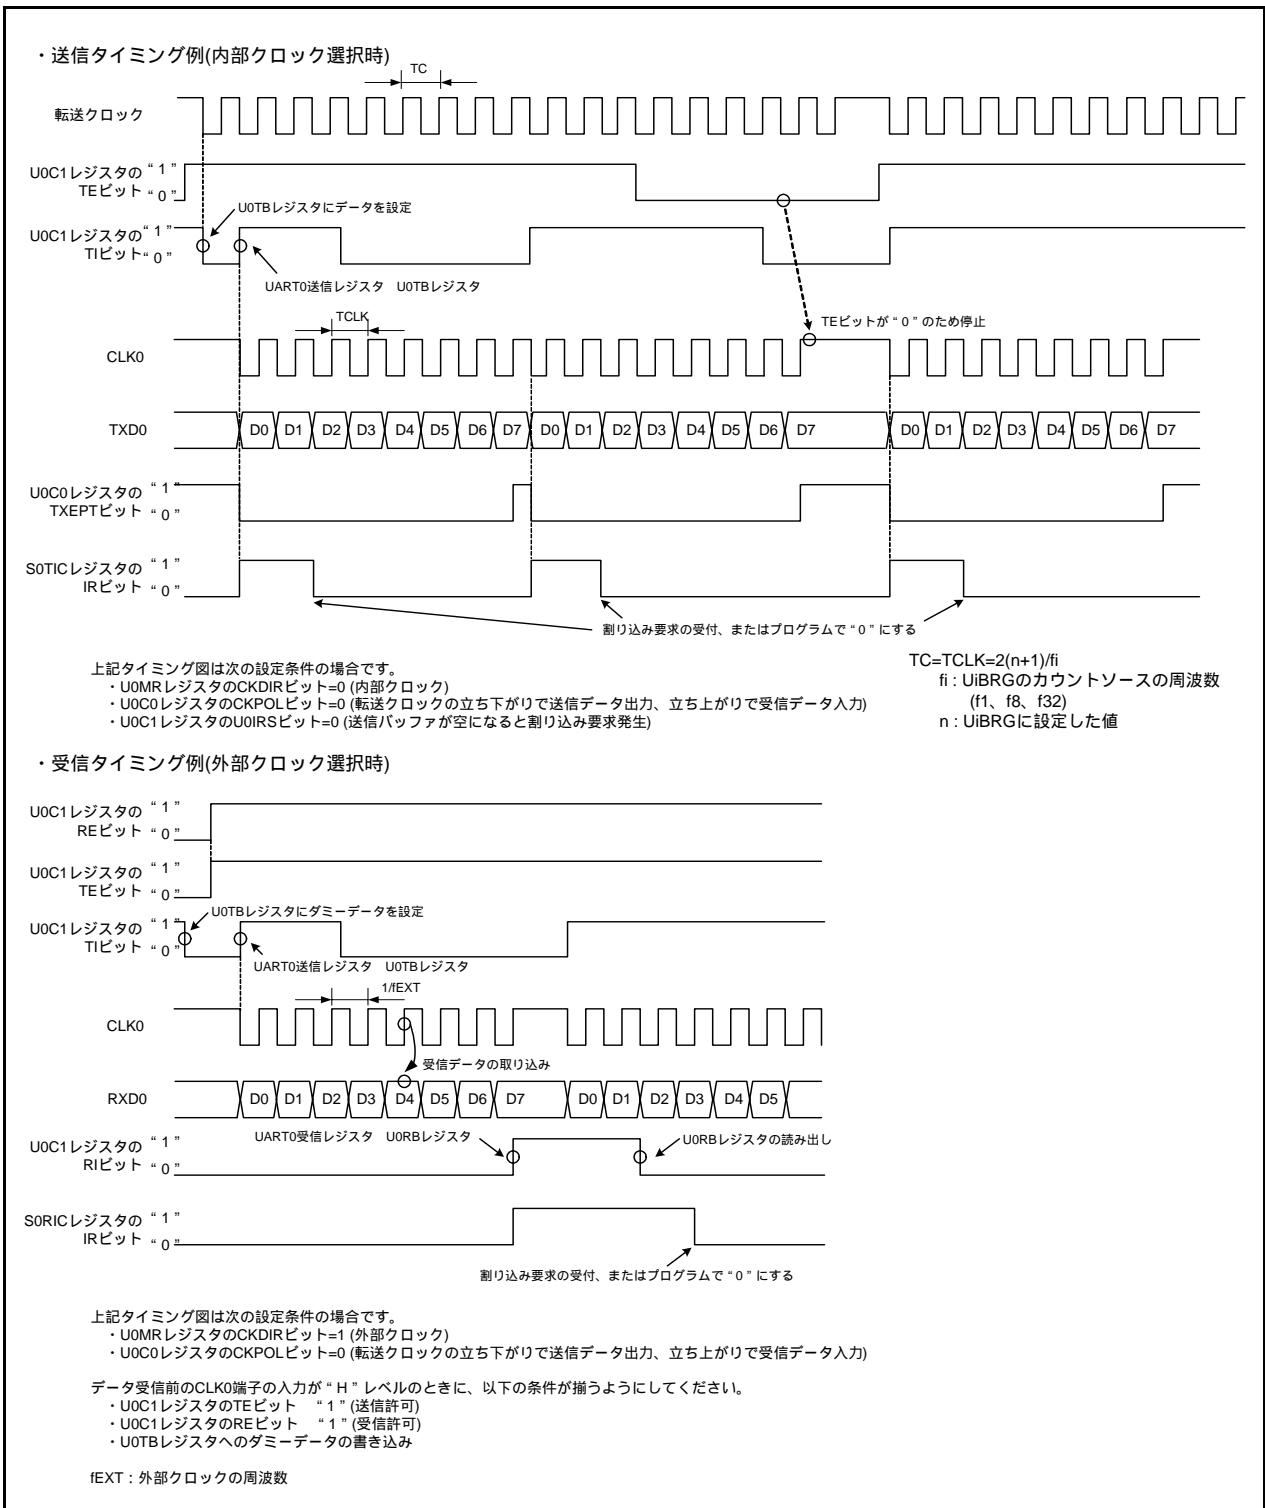 ・送信タイミング例(内部クロック選択時)
TC
転送クロック
U0C1レジスタの “ 1 ”
TEビット “ 0 ”
U0TBレジスタにデータを設定
U0C1レジスタの “ 1 ”
TIビット “ 0 ”
UART0送信レジスタ　U0TBレジスタ
TCLK
TEビットが “ 0 ” のため停止
CLK0
TXD0 D0 D1 D2 D3 D4 D5 D6 D7 D0 D1 D2 D3 D4 D5 D6 D7 D0 D1 D2 D3 D4 D5 D6 D7
U0C0レジスタの “ 1 ”
TXEPTビット “ 0 ”
S0TICレジスタの “ 1 ”
IRビット “ 0 ”
割り込み要求の受付、またはプログラムで “ 0 ” にする
上記タイミング図は次の設定条件の場合です。
・U0MRレジスタのCKDIRビット=0 (内部クロック)
・U0C0レジスタのCKPOLビット=0 (転送クロックの立ち下がりで送信データ出力、立ち上がりで受信データ入力)
・U0C1レジスタのU0IRSビット=0 (送信バッファが空になると割り込み要求発生)
TC=TCLK=2(n+1)/fi
fi : UiBRGのカウントソースの周波数
(f1、f8、f32)
n : UiBRGに設定した値
・受信タイミング例(外部クロック選択時)
U0C1レジスタの “ 1 ”
REビット “ 0 ”
U0C1レジスタの “ 1 ”
TEビット “ 0 ”
U0TBレジスタにダミーデータを設定
U0C1レジスタの “ 1 ”
TIビット “ 0 ”
UART0送信レジスタ　U0TBレジスタ
1/fEXT
CLK0
受信データの取り込み
RXD0 D0 D1 D2 D3 D4 D5 D6 D7 D0 D1 D2 D3 D4 D5
UART0受信レジスタ　U0RBレジスタ
U0RBレジスタの読み出し
U0C1レジスタの “ 1 ”
RIビット “ 0 ”
S0RICレジスタの “ 1 ”
IRビット “ 0 ”
割り込み要求の受付、またはプログラムで “ 0 ” にする
上記タイミング図は次の設定条件の場合です。
・U0MRレジスタのCKDIRビット=1 (外部クロック)
・U0C0レジスタのCKPOLビット=0 (転送クロックの立ち下がりで送信データ出力、立ち上がりで受信データ入力)
データ受信前のCLK0端子の入力が “ H ” レベルのときに、以下の条件が揃うようにしてください。
・U0C1レジスタのTEビット　“ 1 ” (送信許可)
・U0C1レジスタのREビット　“ 1 ” (受信許可)
・U0TBレジスタへのダミーデータの書き込み
fEXT : 外部クロックの周波数